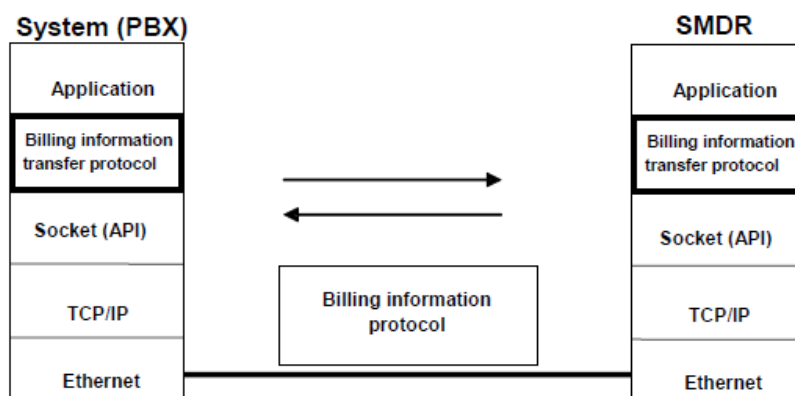 System (PBX)
Application
Billing information
transfer protocol
Socket (API)
TCP/IP
Ethernet
Billing information
protocol
SMDR
Application
Billing information
transfer protocol
Socket (API)
TCP/IP
Ethernet